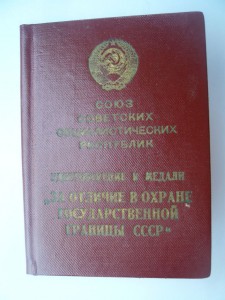 СОЮЗ
СОВЕТСКИХ
СОЦИАЛИСТИЧЕСКИХ
РЕСПУБЛИК
УДОСТОВЕРЕНИЕ К МЕДАЛИ
„ЗА ОТЛИЧИЕ В ОХРАНЕ
ГОСУДАРСТВЕННОЙ
ГРАНИЦЫ СССР"